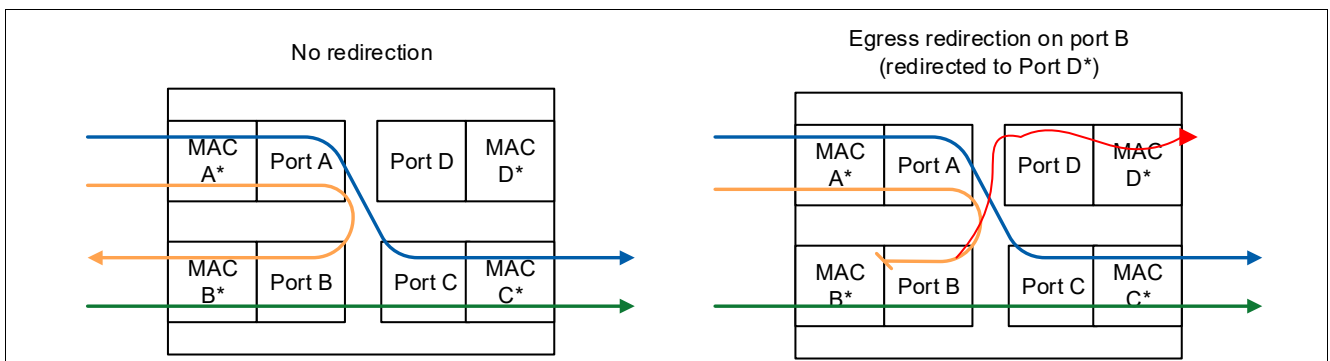 No redirection
MAC
A*
Port A
Port D
MAC
D*
MAC
B*
Port B
Port C
MAC
C*
Egress redirection on port B
(redirected to Port D*)
MAC
A*
Port A
Port D
MAC
D*
MAC
B*
Port B
Port C
MAC
C*